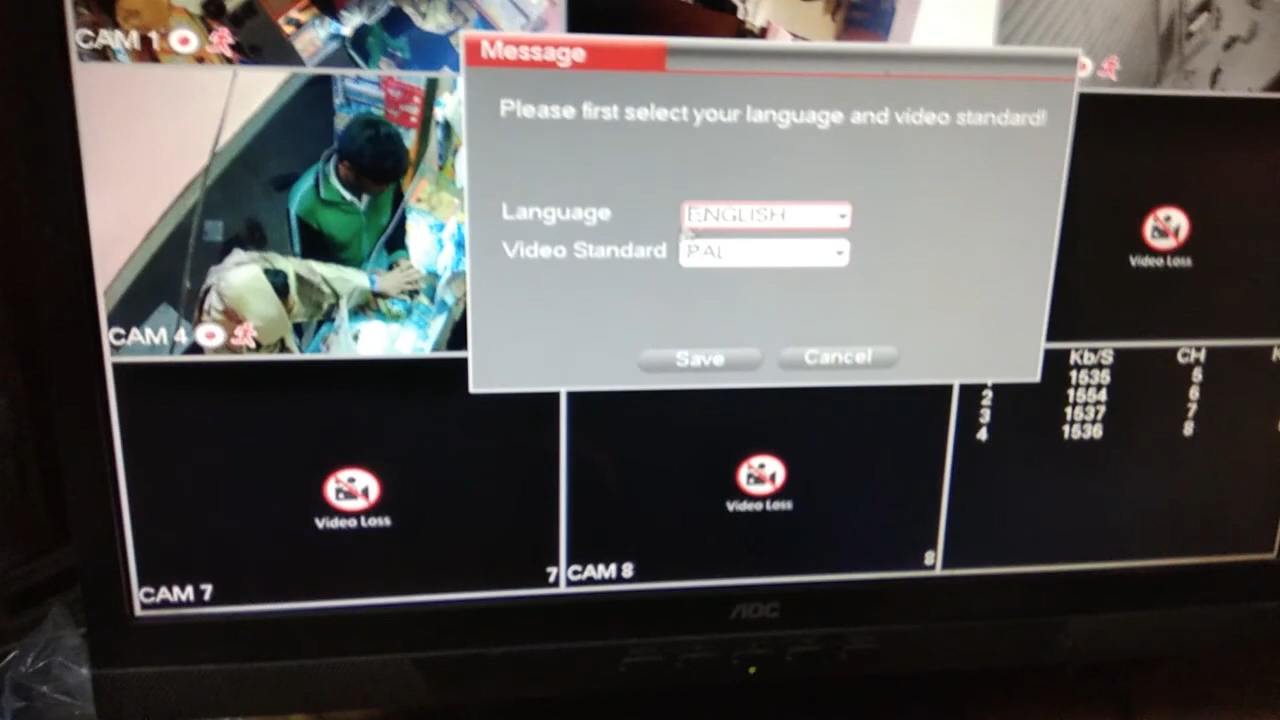 CAM 1
Message
Please first select your language and video standard!
Language ENGLISH
Video Standard PAL
Save Cancel
CAM 4
Video Loss
Kb/S CH
1535 5
2 1554 6
3 1537 7
4 1536 8
Video Loss
Video Loss
CAM 7 7
CAM 8 8
AOC